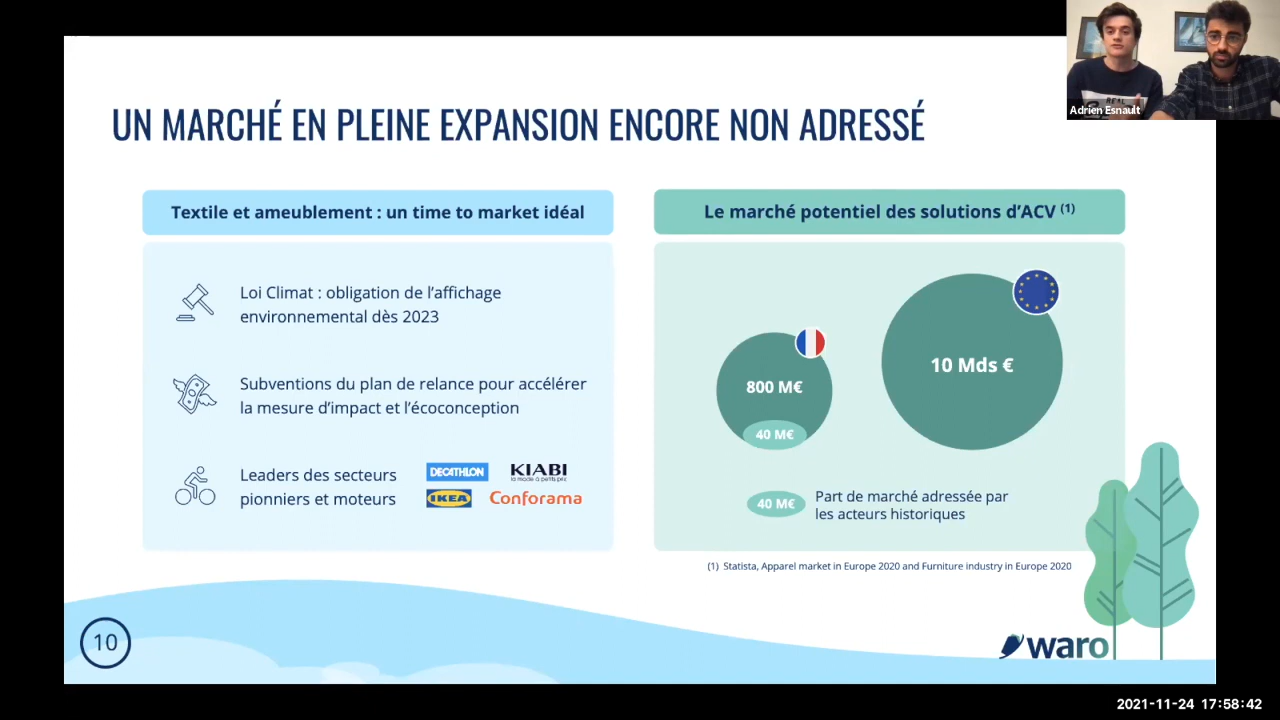 Adrien Esnault
UN MARCHÉ EN PLEINE EXPANSION ENCORE NON ADRESSÉ
Textile et ameublement : un time to market idéal
Loi Climat : obligation de l'affichage
environnemental dès 2023
Subventions du plan de relance pour accélérer
la mesure d'impact et l'écoconception
Leaders des secteurs
pionniers et moteurs
DECATHLON
KIABI
la mode à petits prix
IKEA
Conforama
Le marché potentiel des solutions d'ACV (1)
800 M€
40 M€
10 Mds €
40 M€
Part de marché adressée par
les acteurs historiques
(1) Statista, Apparel market in Europe 2020 and Furniture industry in Europe 2020
10
waro
2021-11-24 17:58:42